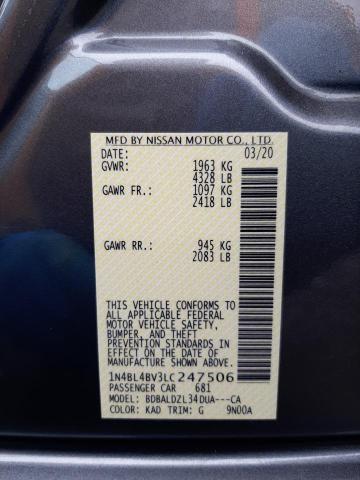 MFD BY NISSAN MOTOR CO., LTD.
DATE: 03/20
GVWR: 1963 KG
4328 LB
GAWR FR: 1097 KG
2418 LB
GAWR RR: 945 KG
2083 LB
THIS VEHICLE CONFORMS TO
ALL APPLICABLE FEDERAL
MOTOR VEHICLE SAFETY,
BUMPER, AND THEFT
PREVENTION STANDARDS
IN EFFECT ON THE DATE OF
MANUFACTURE SHOWN ABOVE.
1N4BL4BV3LC247506
PASSENGER CAR 681
MODEL: BDBALDZL34DUA---CA
COLOR: KAD TRIM: G 9N00A